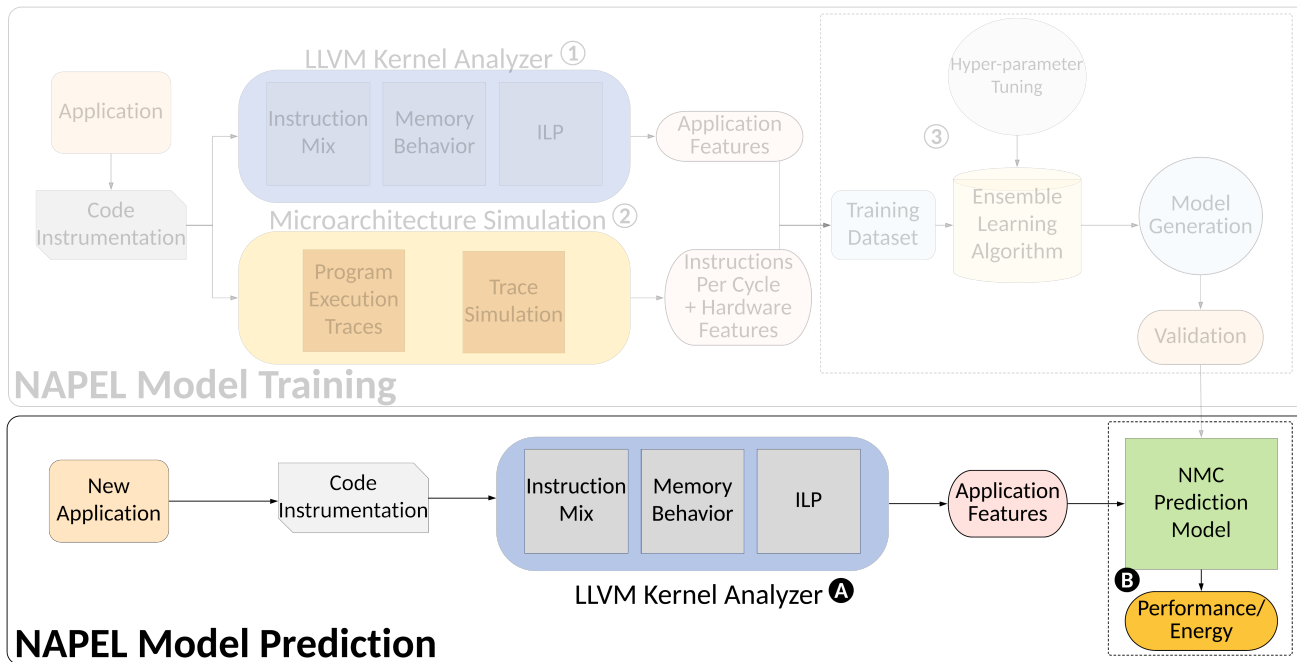 LLVM Kernel Analyzer ①
Application
Instruction
Mix
Memory
Behavior
ILP
Application
Features
Code
Instrumentation
Microarchitecture Simulation ②
Program
Execution
Traces
Trace
Simulation
Instructions
Per Cycle
+ Hardware
Features
Hyper-parameter
Tuning
③
Training
Dataset
Ensemble
Learning
Algorithm
Model
Generation
Validation
NAPEL Model Training
New
Application
Code
Instrumentation
Instruction
Mix
Memory
Behavior
ILP
LLVM Kernel Analyzer A
Application
Features
NMC
Prediction
Model
B
Performance/
Energy
NAPEL Model Prediction